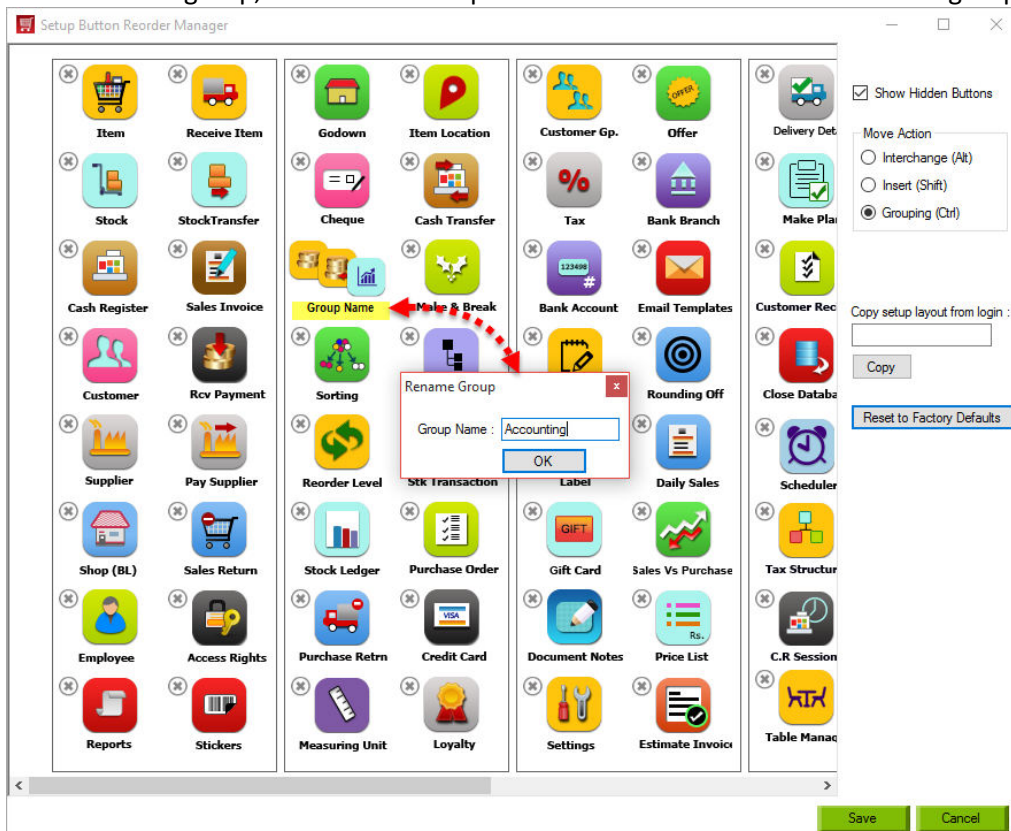 Setup Button Reorder Manager
Item Receive Item Godown Item Location Customer Gp. OFFER Offer Delivery Det
Show Hidden Buttons
Move Action
Interchange (Alt)
Insert (Shift)
Grouping (Ctrl)
Stock StockTransfer Cheque Cash Transfer % Tax Bank Branch Make Pla
Cash Register Sales Invoice Group Name Make & Break 123498 # Bank Account Email Templates Customer Rec
Copy setup layout from login :
Copy
Reset to Factory Defaults
Customer Rcv Payment Sorting Rounding Off Close Databa
Rename Group x
Group Name : Accounting
OK
Supplier Pay Supplier Reorder Level Stk Transaction Label Daily Sales Scheduler
Shop (BL) Sales Return Stock Ledger Purchase Order GIFT Gift Card Sales Vs Purchase Tax Structur
Employee Access Rights Purchase Retrn VISA Credit Card Document Notes Rs. Price List C.R Session
Reports Stickers Measuring Unit Loyalty Settings Estimate Invoice Table Manag
Save Cancel